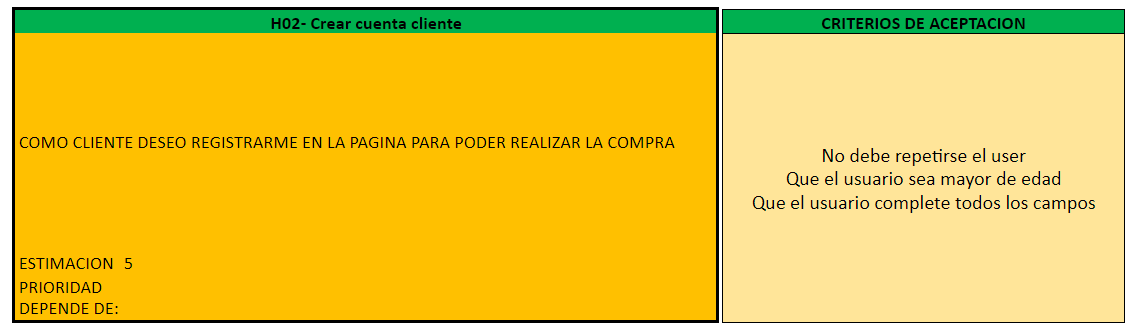 H02- Crear cuenta cliente
COMO CLIENTE DESEO REGISTRARME EN LA PAGINA PARA PODER REALIZAR LA COMPRA
ESTIMACION 5
PRIORIDAD
DEPENDE DE:
CRITERIOS DE ACEPTACION
No debe repetirse el user
Que el usuario sea mayor de edad
Que el usuario complete todos los campos